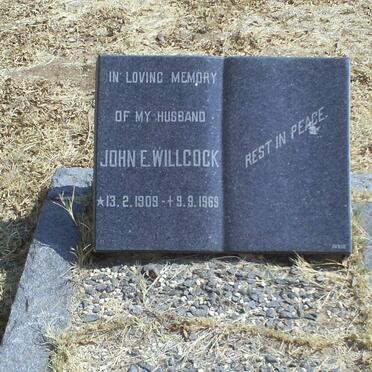 IN LOVING MEMORY
OF MY HUSBAND
JOHN E. WILLCOCK
★13.2.1909 - +9.9.1969
REST IN PEACE.